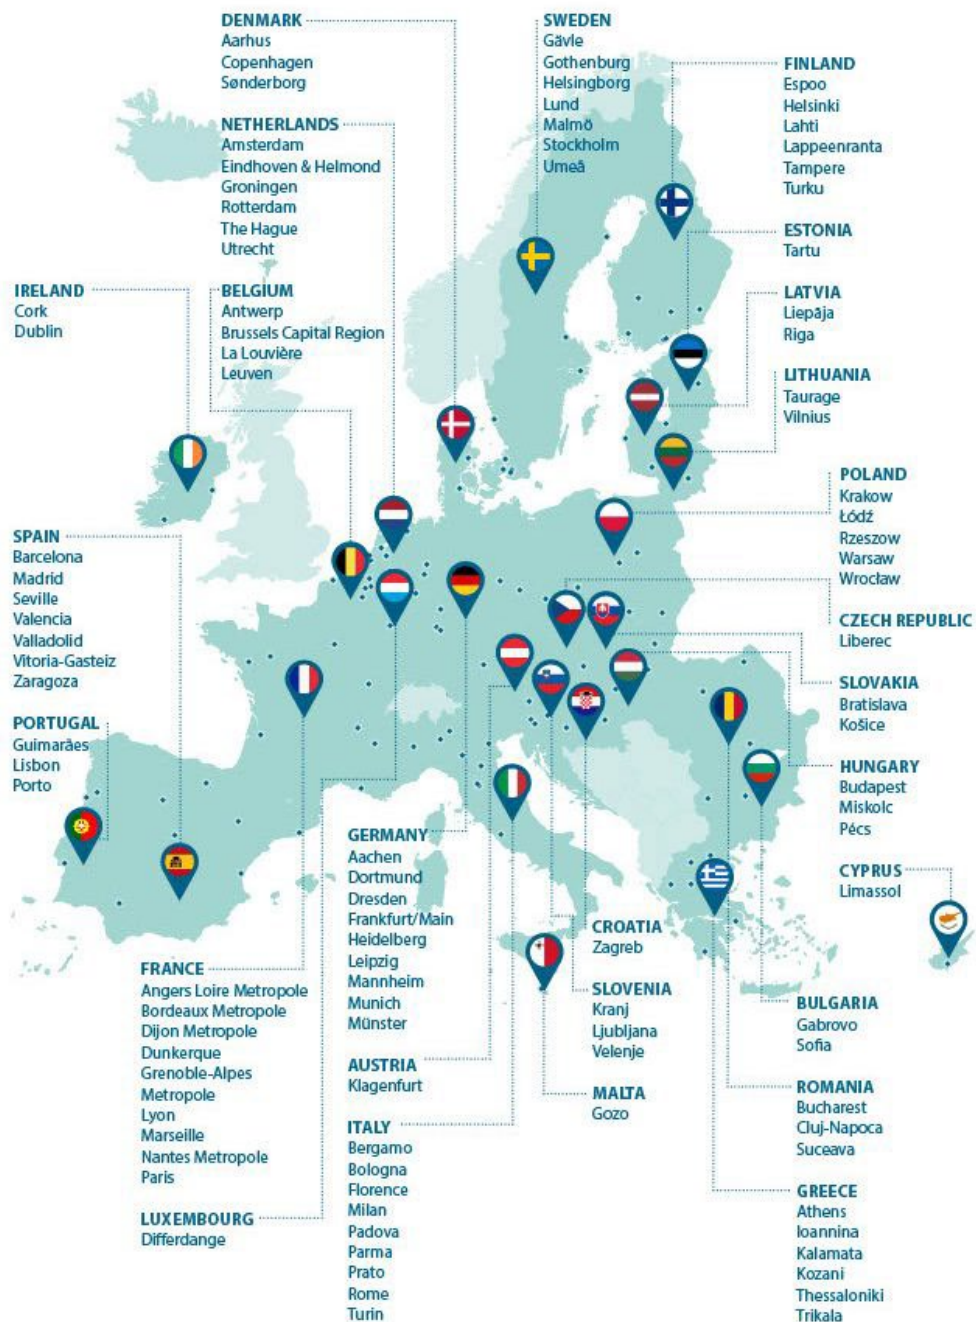 DENMARK
Aarhus
Copenhagen
Sønderborg
SWEDEN
Gävle
Gothenburg
Helsingborg
Lund
Malmö
Stockholm
Umeå
FINLAND
Espoo
Helsinki
Lahti
Lappeenranta
Tampere
Turku
NETHERLANDS
Amsterdam
Eindhoven & Helmond
Groningen
Rotterdam
The Hague
Utrecht
ESTONIA
Tartu
IRELAND
Cork
Dublin
BELGIUM
Antwerp
Brussels Capital Region
La Louvière
Leuven
LATVIA
Liepāja
Riga
LITHUANIA
Taurage
Vilnius
POLAND
Krakow
Łódź
Rzeszow
Warsaw
Wrocław
SPAIN
Barcelona
Madrid
Seville
Valencia
Valladolid
Vitoria-Gasteiz
Zaragoza
CZECH REPUBLIC
Liberec
SLOVAKIA
Bratislava
Košice
PORTUGAL
Guimarães
Lisbon
Porto
HUNGARY
Budapest
Miskolc
Pécs
GERMANY
Aachen
Dortmund
Dresden
Frankfurt/Main
Heidelberg
Leipzig
Mannheim
Munich
Münster
CYPRUS
Limassol
CROATIA
Zagreb
FRANCE
Angers Loire Metropole
Bordeaux Metropole
Dijon Metropole
Dunkerque
Grenoble-Alpes
Metropole
Lyon
Marseille
Nantes Metropole
Paris
SLOVENIA
Kranj
Ljubljana
Velenje
BULGARIA
Gabrovo
Sofia
AUSTRIA
Klagenfurt
MALTA
Gozo
ROMANIA
Bucharest
Cluj-Napoca
Suceava
ITALY
Bergamo
Bologna
Florence
Milan
Padova
Parma
Prato
Rome
Turin
GREECE
Athens
Ioannina
Kalamata
Kozani
Thessaloniki
Trikala
LUXEMBOURG
Differdange